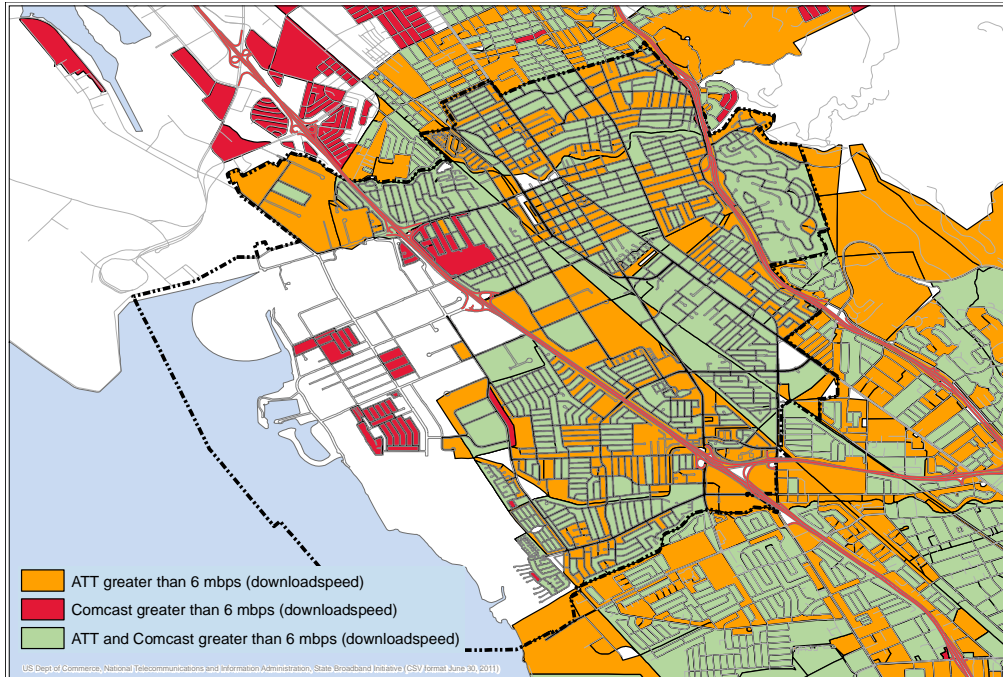 ATT greater than 6 mbps (downloadspeed)
Comcast greater than 6 mbps (downloadspeed)
ATT and Comcast greater than 6 mbps (downloadspeed)
US Dept of Commerce, National Telecommunications and Information Administration, State Broadband Initiative (CSV format June 30, 2011)